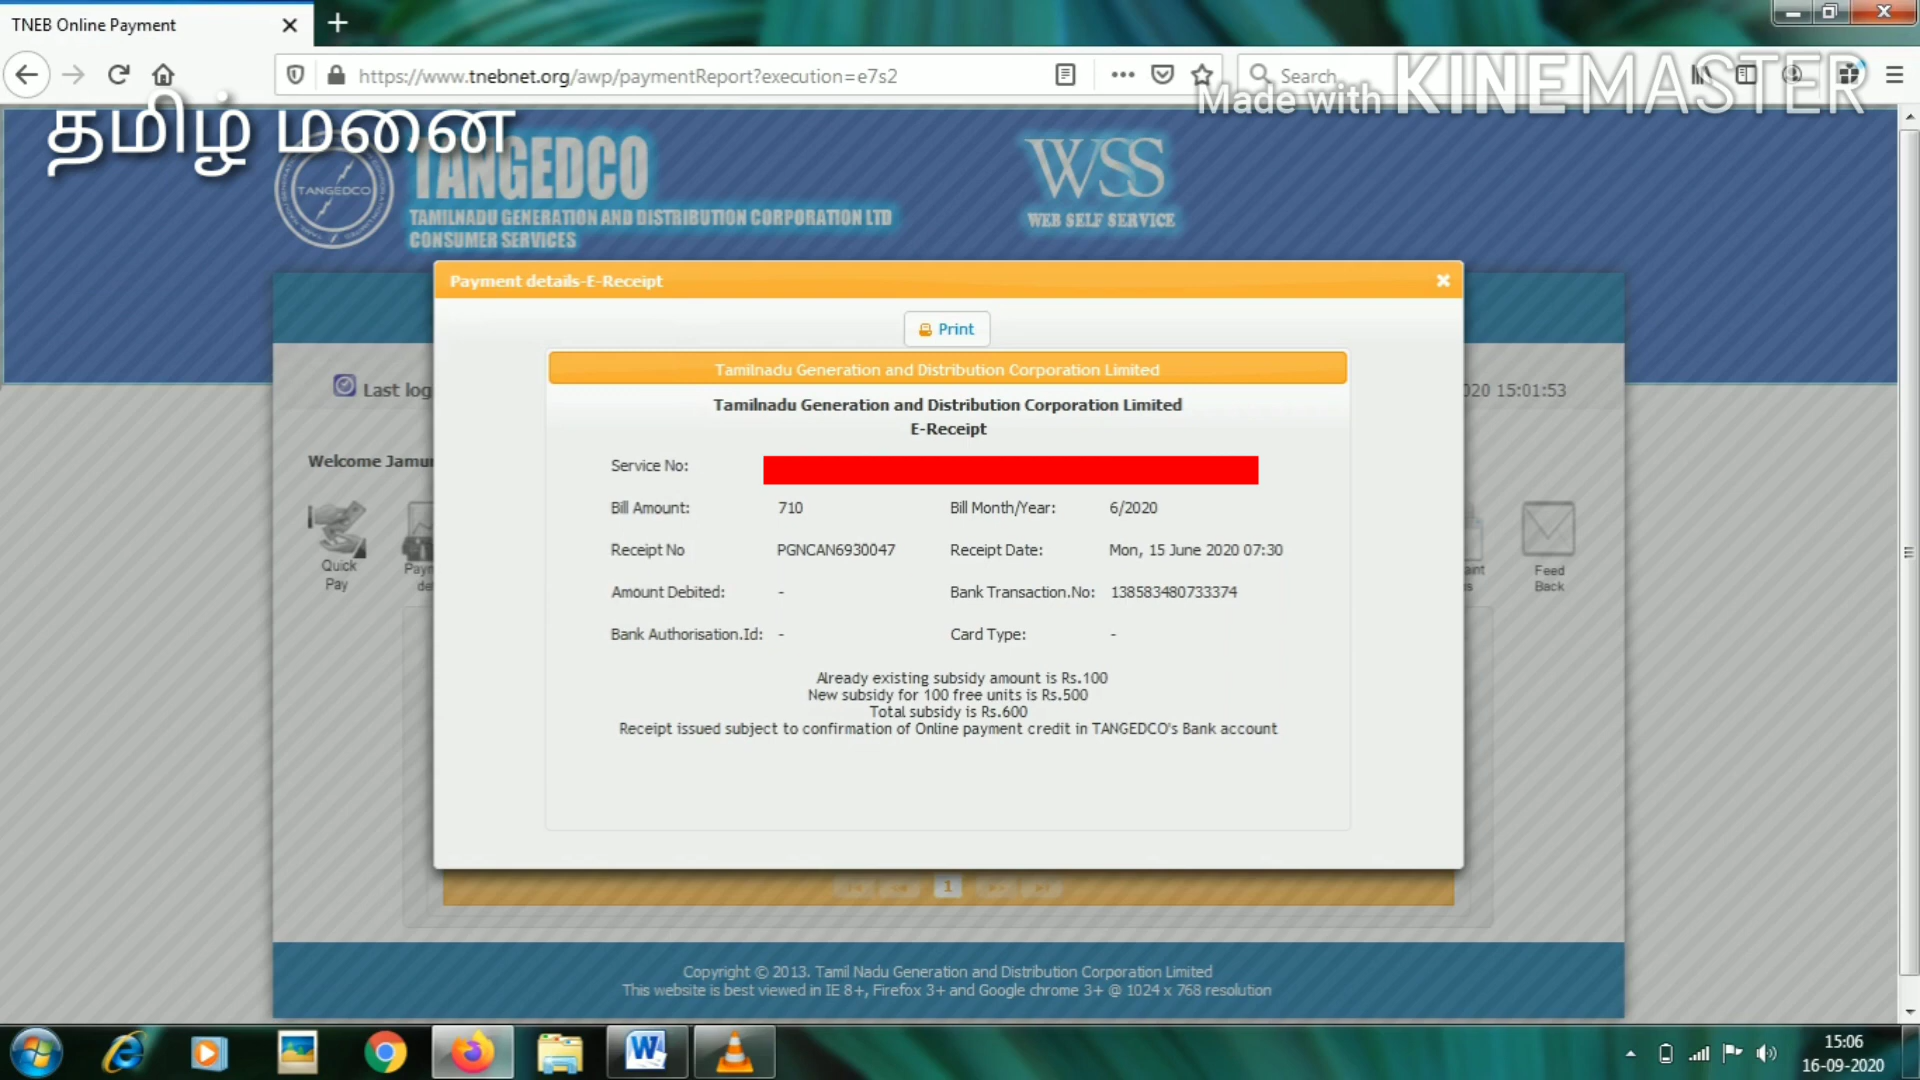 TNEB Online Payment
https://www.tnebnet.org/awp/paymentReport?execution=e7s2
Search
Made with KINEMASTER
தமிழ் மனை
TANGEDCO
TANGEDCO
TAMILNADU GENERATION AND DISTRIBUTION CORPORATION LTD
CONSUMER SERVICES
WSS
WEB SELF SERVICE
Payment details-E-Receipt
Print
Tamilnadu Generation and Distribution Corporation Limited
Tamilnadu Generation and Distribution Corporation Limited
E-Receipt
Last log
020 15:01:53
Welcome Jamun
Service No:
Bill Amount: 710 Bill Month/Year: 6/2020
Receipt No PGNCAN6930047 Receipt Date: Mon, 15 June 2020 07:30
Amount Debited: - Bank Transaction.No: 138583480733374
Bank Authorisation.Id: - Card Type: -
Quick
Pay
Feed
Back
Already existing subsidy amount is Rs.100
New subsidy for 100 free units is Rs.500
Total subsidy is Rs.600
Receipt issued subject to confirmation of Online payment credit in TANGEDCO's Bank account
1
Copyright © 2013. Tamil Nadu Generation and Distribution Corporation Limited
This website is best viewed in IE 8+, Firefox 3+ and Google chrome 3+ @ 1024 x 768 resolution
15:06
16-09-2020